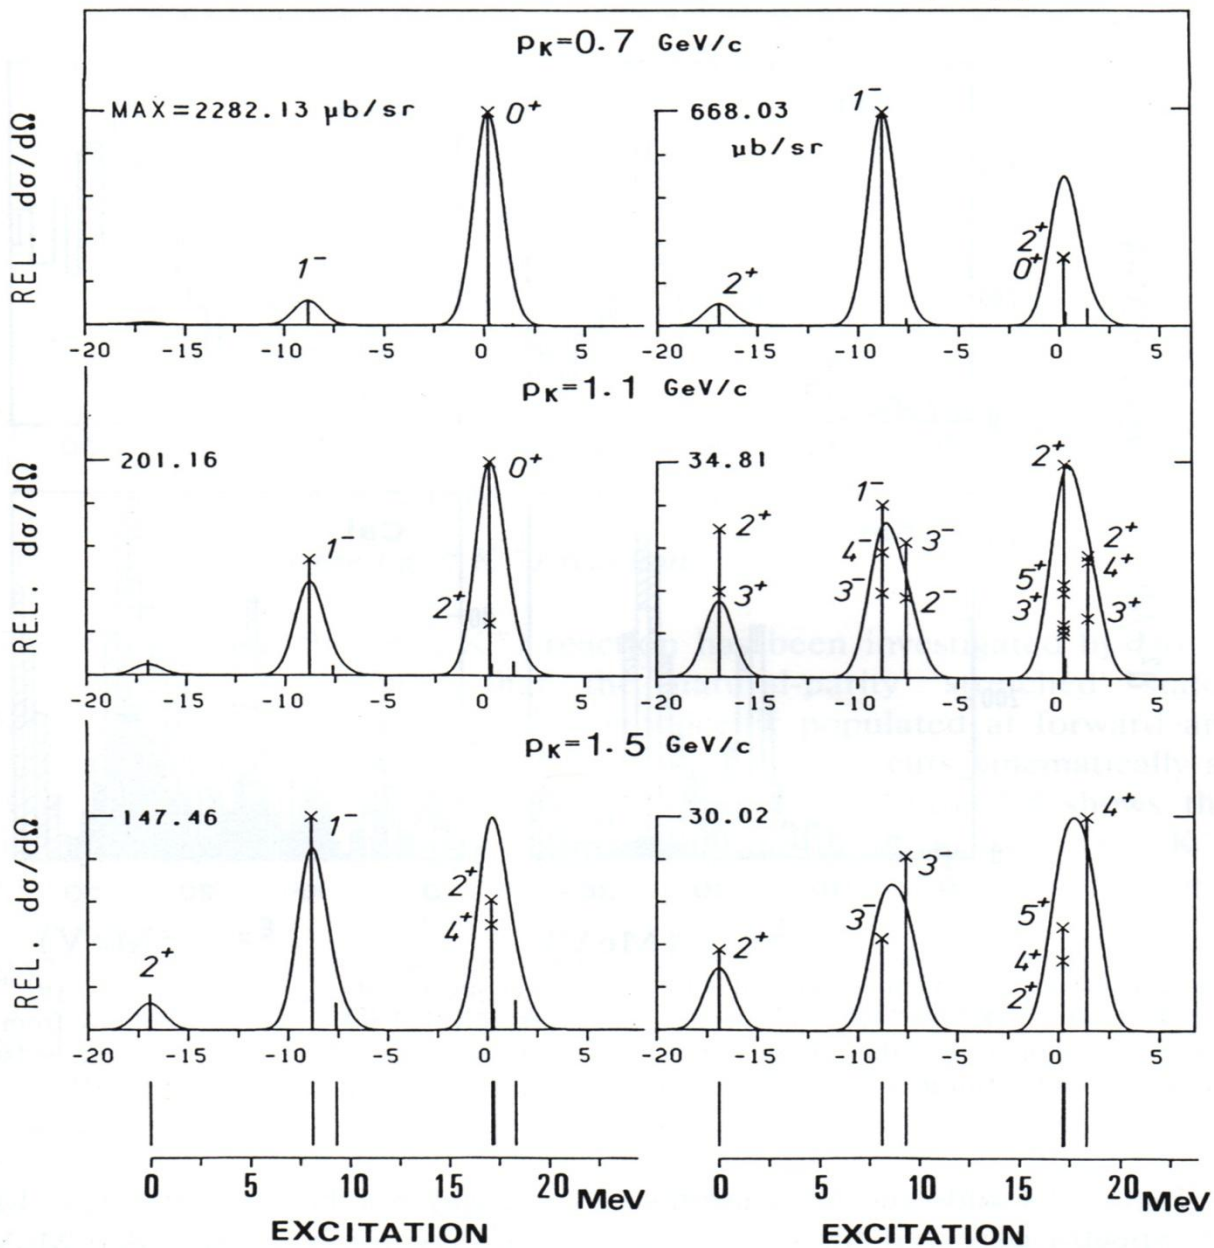 pK=0.7 GeV/c
MAX=2282.13 μb/sr
0⁺
1⁻
668.03
μb/sr
1⁻
2⁺
2⁺
0⁺
REL. dσ/dΩ
-20 -15 -10 -5 0 5
-20 -15 -10 -5 0 5
pK=1.1 GeV/c
201.16
0⁺
1⁻
2⁺
34.81
2⁺
3⁺
1⁻
4⁻
3⁻
3⁻
2⁻
2⁺
5⁺
3⁺
2⁺
4⁺
3⁺
REL. dσ/dΩ
-20 -15 -10 -5 0 5
-20 -15 -10 -5 0 5
pK=1.5 GeV/c
147.46
1⁻
2⁺
4⁺
2⁺
30.02
4⁺
3⁻
3⁻
5⁺
4⁺
2⁺
2⁺
REL. dσ/dΩ
-20 -15 -10 -5 0 5
-20 -15 -10 -5 0 5
0 5 10 15 20 MeV
0 5 10 15 20 MeV
EXCITATION
EXCITATION